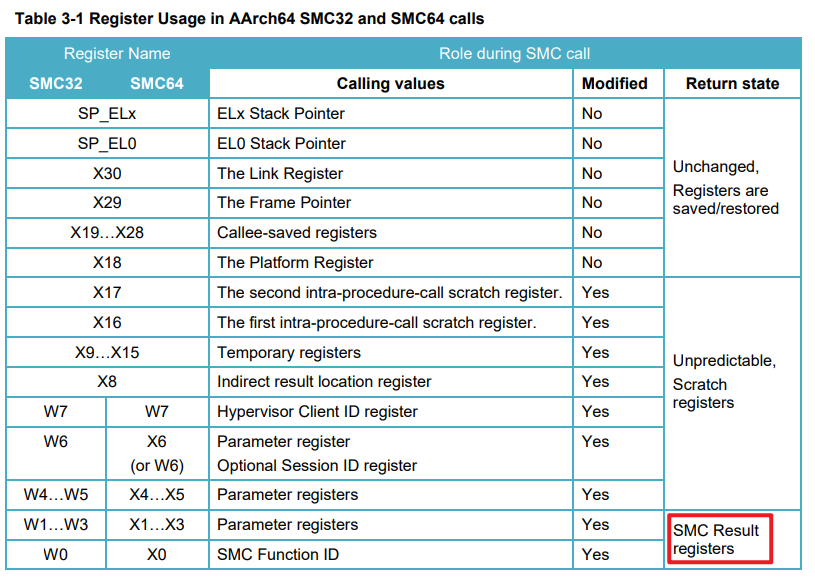 Table 3-1 Register Usage in AArch64 SMC32 and SMC64 calls
Register Name Role during SMC call
SMC32 SMC64 Calling values Modified Return state
SP_ELx ELx Stack Pointer No
SP_EL0 EL0 Stack Pointer No
X30 The Link Register No
X29 The Frame Pointer No
X19…X28 Callee-saved registers No
X18 The Platform Register No
Unchanged,
Registers are
saved/restored
X17 The second intra-procedure-call scratch register. Yes
X16 The first intra-procedure-call scratch register. Yes
X9…X15 Temporary registers Yes
X8 Indirect result location register Yes
W7 W7 Hypervisor Client ID register Yes
W6 X6 Parameter register Yes
(or W6) Optional Session ID register
W4…W5 X4…X5 Parameter registers Yes
Unpredictable,
Scratch
registers
W1…W3 X1…X3 Parameter registers Yes
W0 X0 SMC Function ID Yes
SMC Result
registers